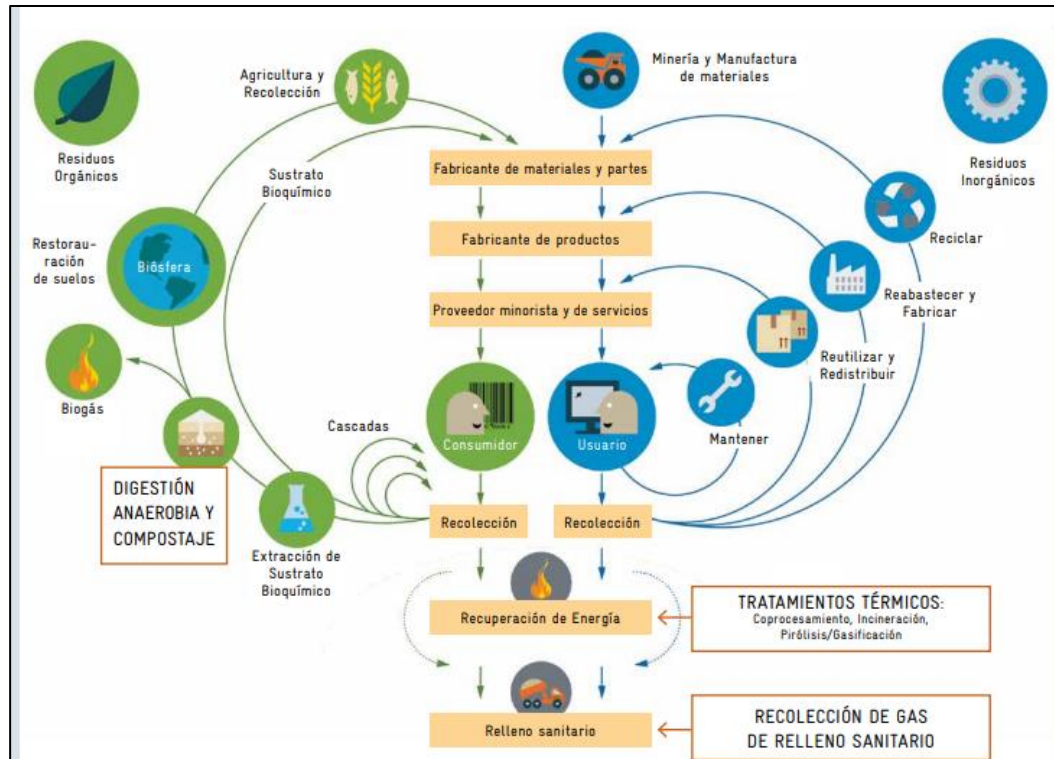 Agricultura y
Recolección
Minería y Manufactura
de materiales
Residuos
Orgánicos
Residuos
Inorgánicos
Sustrato
Bioquímico
Fabricante de materiales y partes
Reciclar
Restorau-
ración
de suelos
Biósfera
Fabricante de productos
Reabastecer y
Fabricar
Proveedor minorista y de servicios
Reutilizar y
Redistribuir
Biogás
Cascadas
Consumidor
Usuario
Mantener
DIGESTIÓN
ANAEROBIA Y
COMPOSTAJE
Recolección
Recolección
Extracción de
Sustrato
Bioquímico
Recuperación de Energía
TRATAMIENTOS TÉRMICOS:
Coprocesamiento, Incineración,
Pirólisis/Gasificación
Relleno sanitario
RECOLECCIÓN DE GAS
DE RELLENO SANITARIO